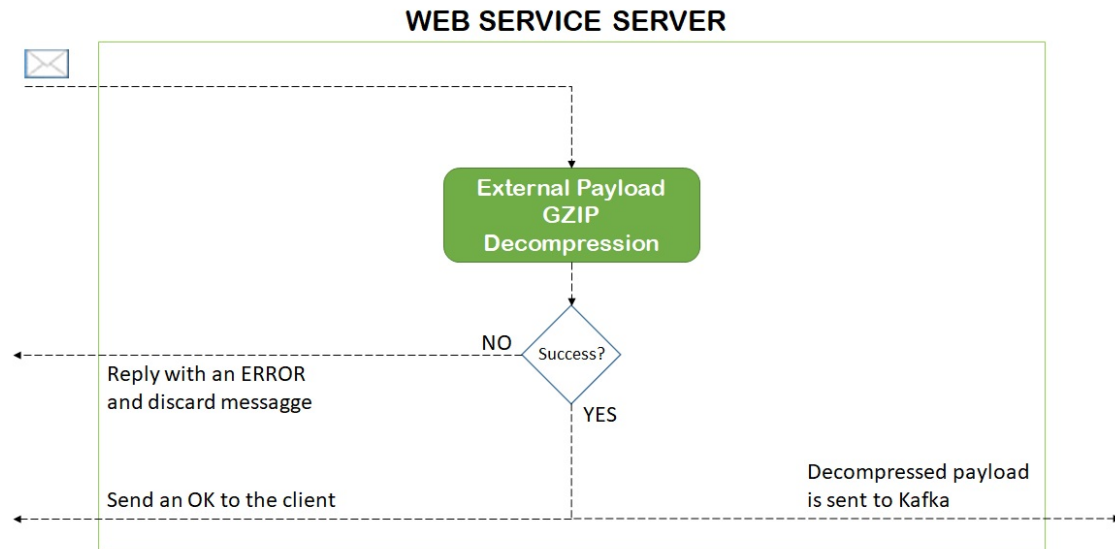 WEB SERVICE SERVER
External Payload
GZIP
Decompression
NO
Success?
Reply with an ERROR
and discard messagge
YES
Decompressed payload
is sent to Kafka
Send an OK to the client